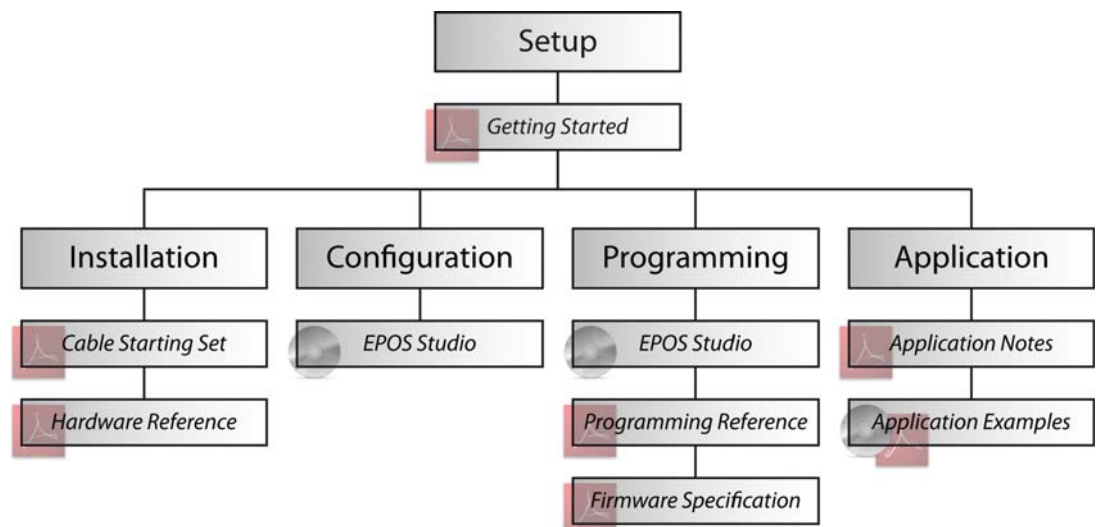 Setup
Getting Started
Installation
Configuration
Programming
Application
Cable Starting Set
EPOS Studio
EPOS Studio
Application Notes
Hardware Reference
Programming Reference
Application Examples
Firmware Specification